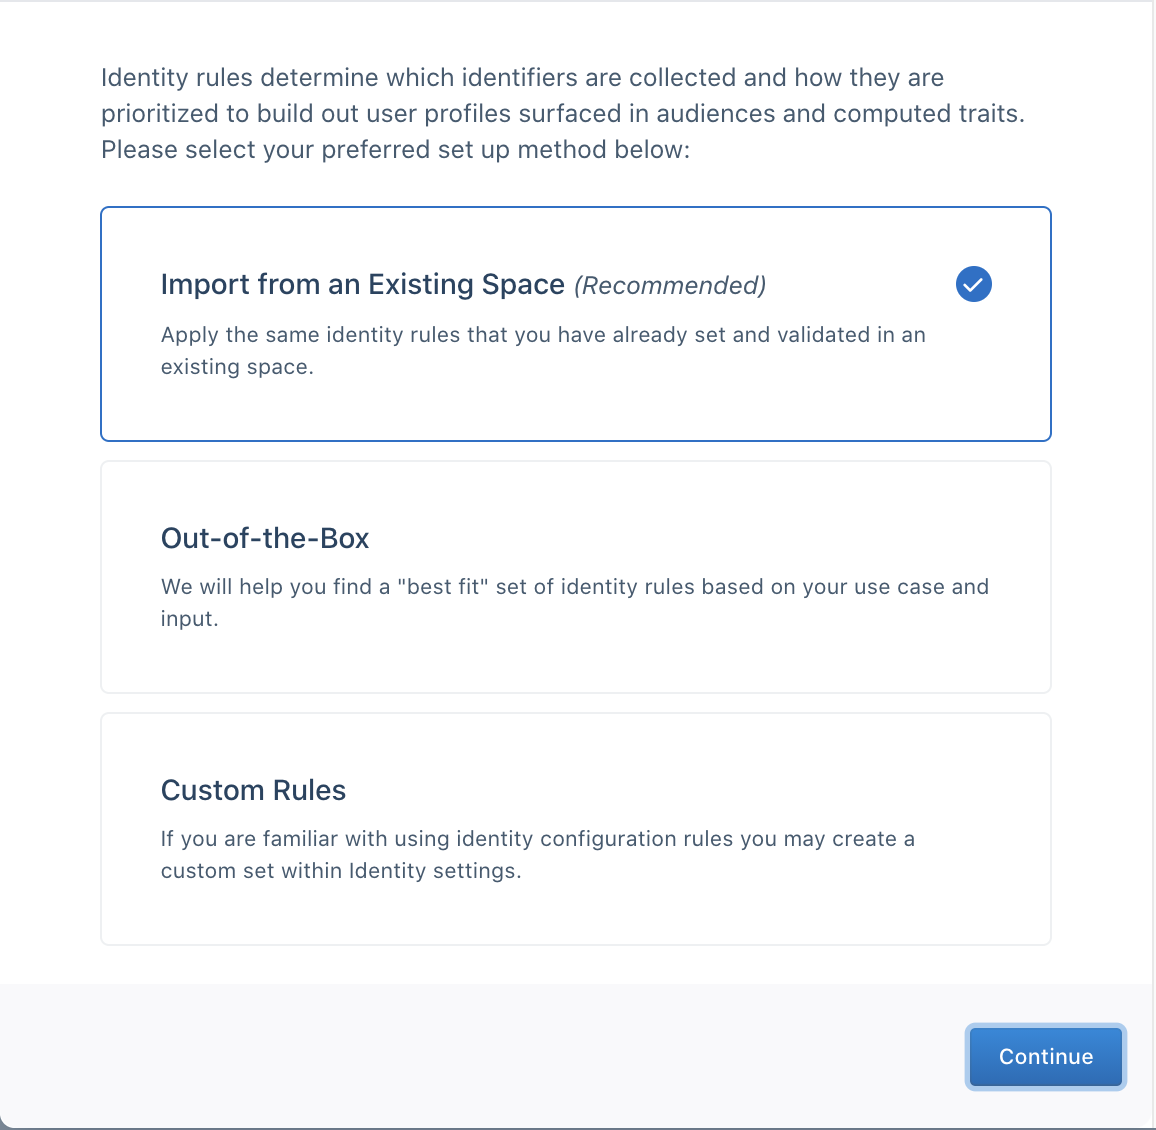 Identity rules determine which identifiers are collected and how they are
prioritized to build out user profiles surfaced in audiences and computed traits.
Please select your preferred set up method below:
Import from an Existing Space (Recommended)
Apply the same identity rules that you have already set and validated in an
existing space.
Out-of-the-Box
We will help you find a "best fit" set of identity rules based on your use case and
input.
Custom Rules
If you are familiar with using identity configuration rules you may create a
custom set within Identity settings.
Continue